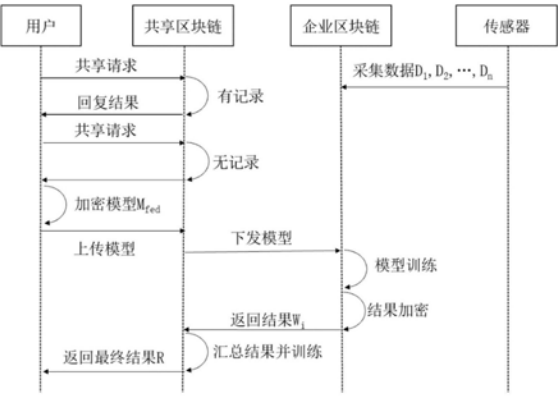 用户
共享区块链
企业区块链
传感器
共享请求
采集数据D1,D2,…,Dn
有记录
回复结果
共享请求
无记录
加密模型Mfed
上传模型
下发模型
模型训练
结果加密
返回结果Wi
汇总结果并训练
返回最终结果R